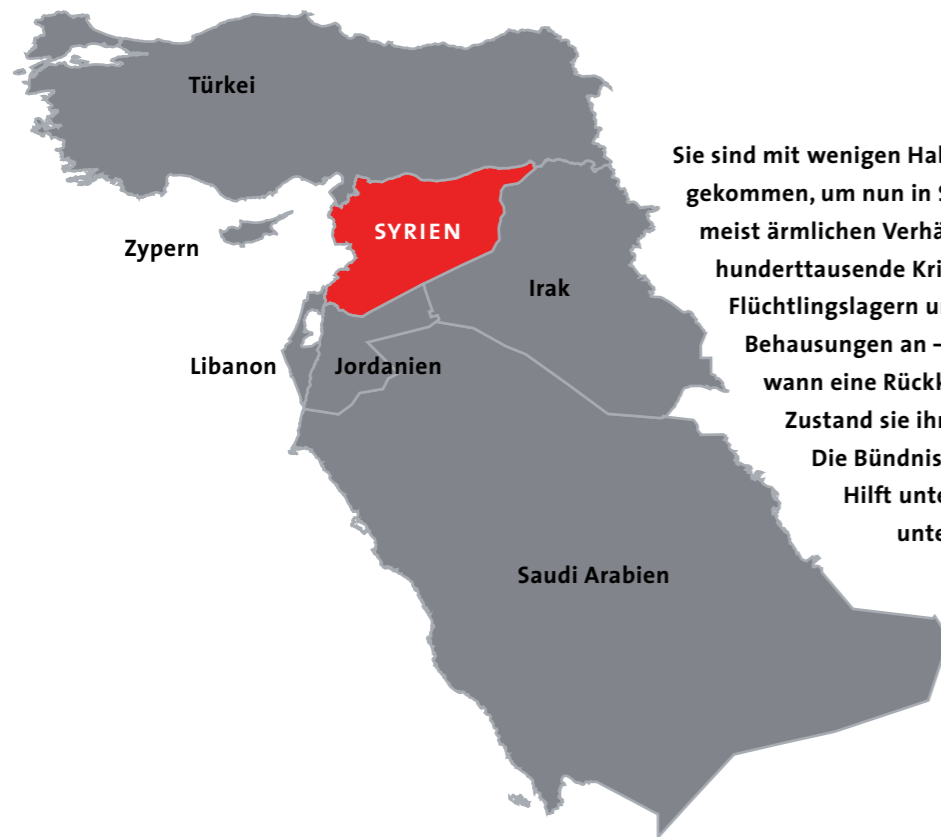 Türkei
SYRIEN
Zypern
Irak
Libanon
Jordanien
Saudi Arabien
Sie sind mit wenigen
gekommen, um nun in
meist ärmlichen
hunderttausende
Flüchtlingslagern
Behausungen an –
wann eine
Zustand sie
Die
Hilft